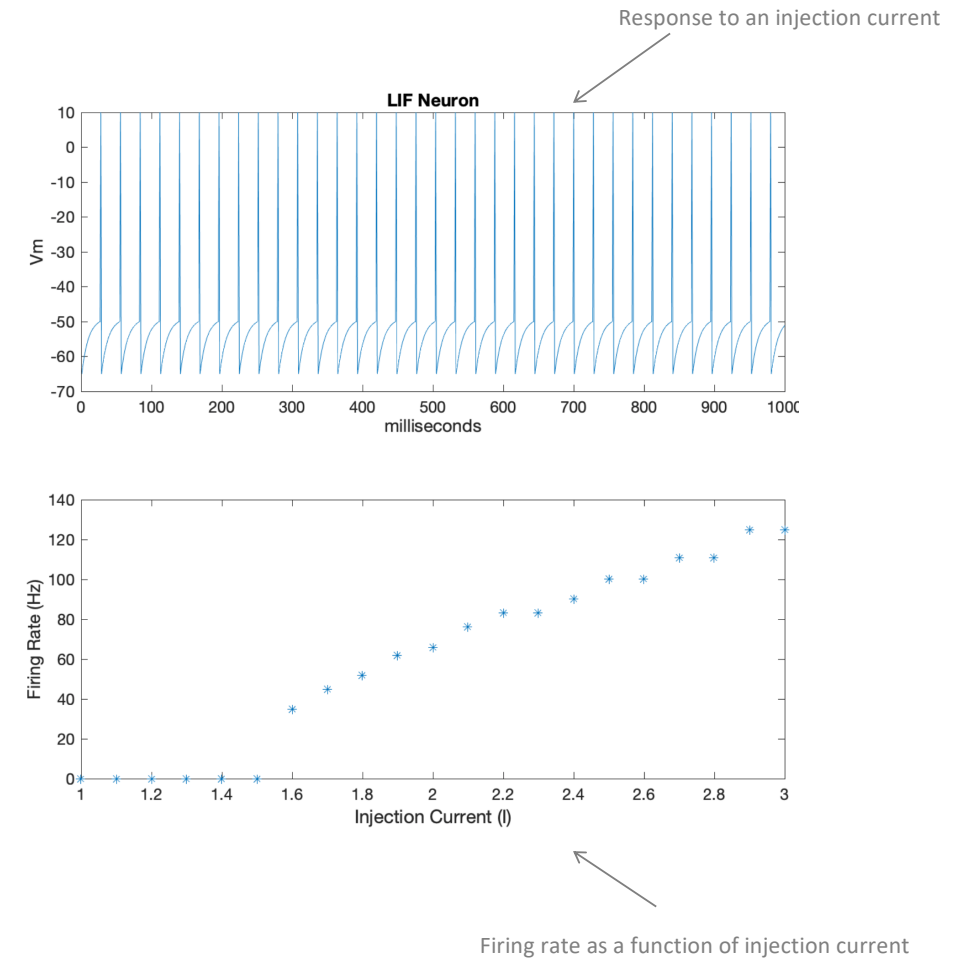 Response to an injection current
LIF Neuron
10
0
-10
-20
-30
-40
-50
-60
-70
Vm
0 100 200 300 400 500 600 700 800 900 1000
milliseconds
140
120
100
80
60
40
20
0
Firing Rate (Hz)
1 1.2 1.4 1.6 1.8 2 2.2 2.4 2.6 2.8 3
Injection Current (I)
Firing rate as a function of injection current